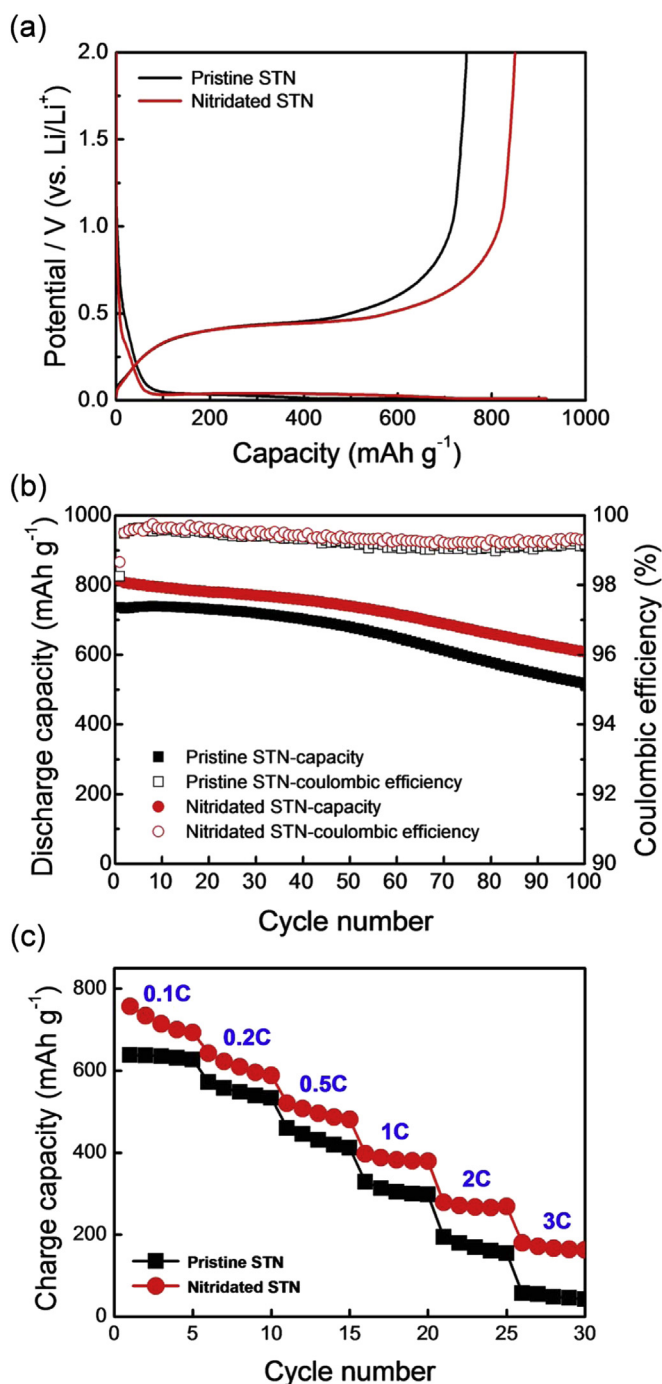 (a)
2.0
1.5
1.0
0.5
0.0
Potential / V (vs. Li/Li⁺)
Pristine STN
Nitridated STN
0 200 400 600 800 1000
Capacity (mAh g⁻¹)
(b)
1000
800
600
400
200
0
Discharge capacity (mAh g⁻¹)
100
98
96
94
92
90
Coulombic efficiency (%)
Pristine STN-capacity
Pristine STN-coulombic efficiency
Nitridated STN-capacity
Nitridated STN-coulombic efficiency
0 10 20 30 40 50 60 70 80 90 100
Cycle number
(c)
800
600
400
200
0
Charge capacity (mAh g⁻¹)
0.1C
0.2C
0.5C
1C
2C
3C
Pristine STN
Nitridated STN
0 5 10 15 20 25 30
Cycle number